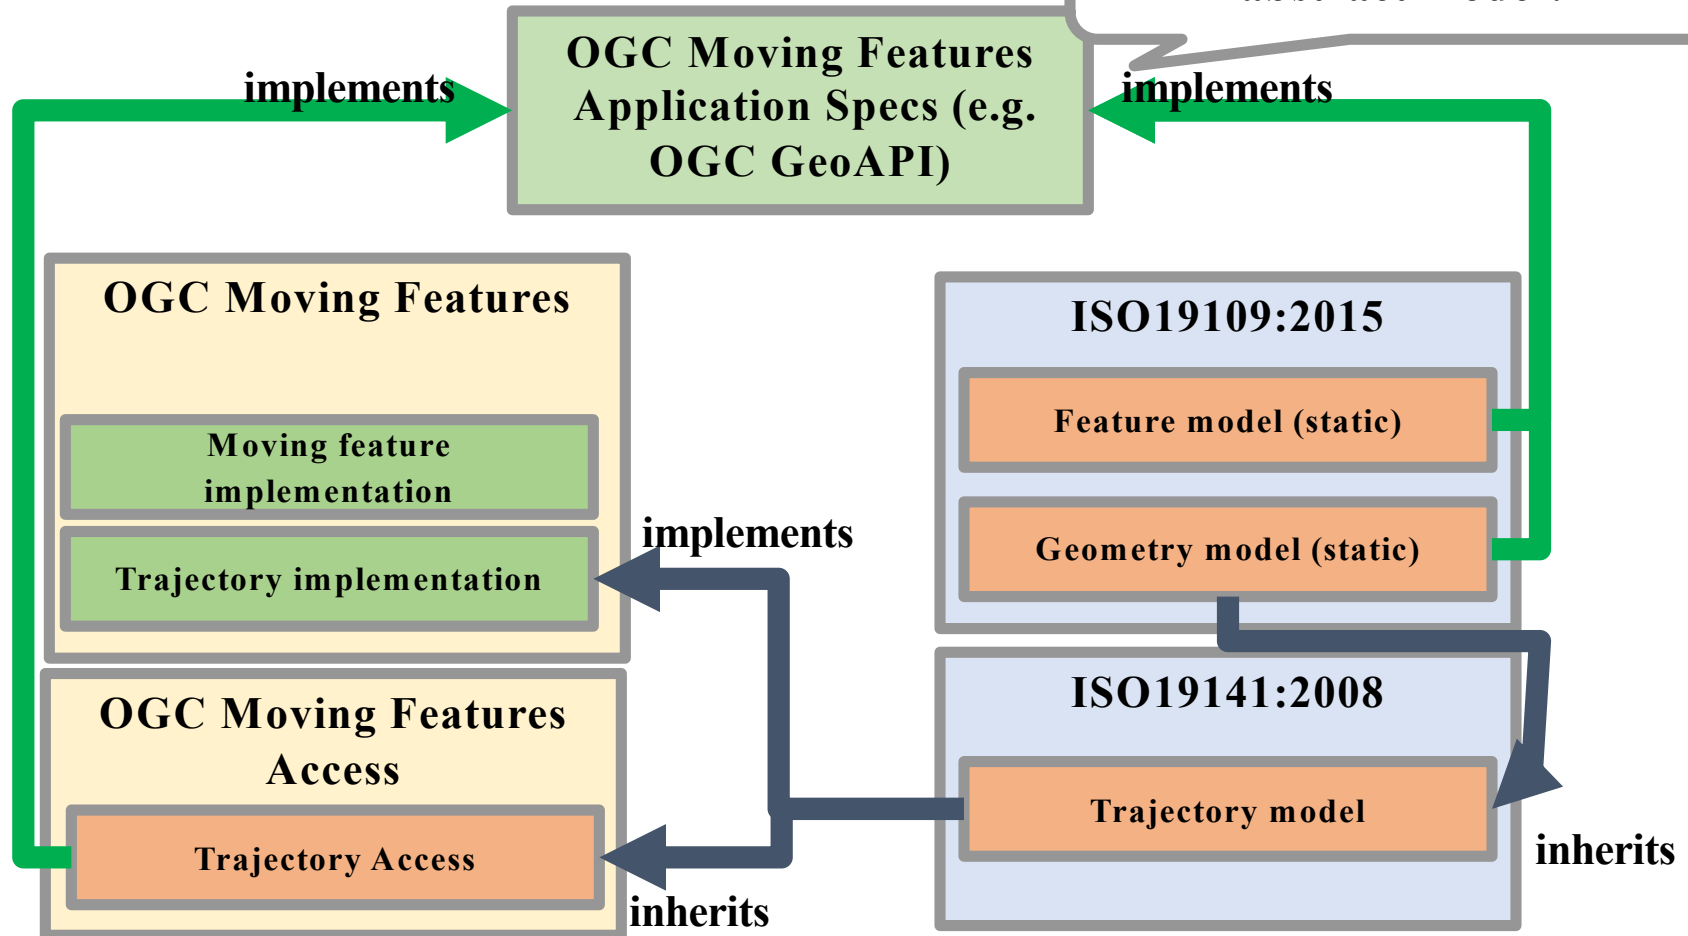 OGC Moving Features
Application Specs (e.g.
OGC GeoAPI)
implements
implements
OGC Moving Features
Moving feature
implementation
Trajectory implementation
implements
ISO19109:2015
Feature model (static)
Geometry model (static)
OGC Moving Features
Access
Trajectory Access
inherits
ISO19141:2008
Trajectory model
inherits